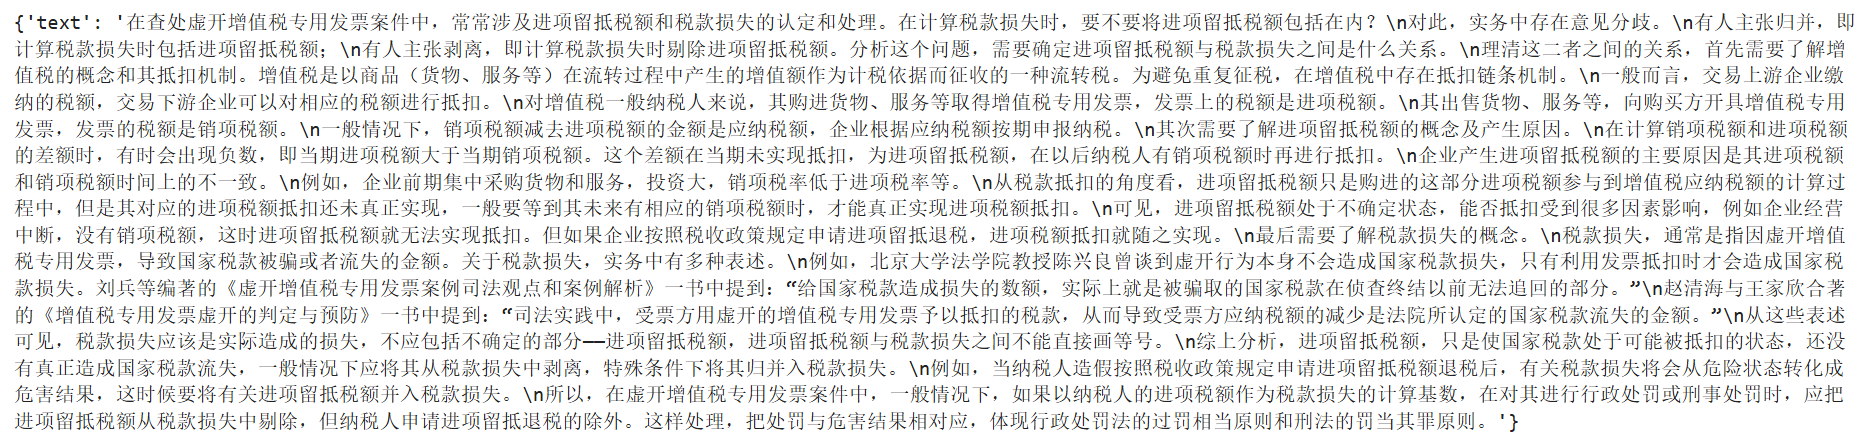 {'text': '在查处虚开增值税专用发票案件中，常常涉及进项留抵税额和税款损失的认定和处理。在计算税款损失时，要不要将进项留抵税额包括在内？\n对此，实务中存在意见分歧。\n有人主张归并，即
计算税款损失时包括进项留抵税额；\n有人主张剥离，即计算税款损失时剔除进项留抵税额。分析这个问题，需要确定进项留抵税额与税款损失之间是什么关系。\n理清这二者之间的关系，首先需要了解增
值税的概念和其抵扣机制。增值税是以商品（货物、服务等）在流转过程中产生的增值额作为计税依据而征收的一种流转税。为避免重复征税，在增值税中存在抵扣链条机制。\n一般而言，交易上游企业缴
纳的税额，交易下游企业可以对相应的税额进行抵扣。\n对增值税一般纳税人来说，其购进货物、服务等取得增值税专用发票，发票上的税额是进项税额。\n其出售货物、服务等，向购买方开具增值税专用
发票，发票的税额是销项税额。\n一般情况下，销项税额减去进项税额的金额是应纳税额，企业根据应纳税额按期申报纳税。\n其次需要了解进项留抵税额的概念及产生原因。\n在计算销项税额和进项税额
的差额时，有时会出现负数，即当期进项税额大于当期销项税额。这个差额在当期未实现抵扣，为进项留抵税额，在以后纳税人有销项税额时再进行抵扣。\n企业产生进项留抵税额的主要原因是其进项税额
和销项税额时间上的不一致。\n例如，企业前期集中采购货物和服务，投资大，销项税率低于进项税率等。\n从税款抵扣的角度看，进项留抵税额只是购进的这部分进项税额参与到增值税应纳税额的计算过
程中，但是其对应的进项税额抵扣还未真正实现，一般要等到其未来有相应的销项税额时，才能真正实现进项税额抵扣。\n可见，进项留抵税额处于不确定状态，能否抵扣受到很多因素影响，例如企业经营
中断，没有销项税额，这时进项留抵税额就无法实现抵扣。但如果企业按照税收政策规定申请进项留抵退税，进项税额抵扣就随之实现。\n最后需要了解税款损失的概念。\n税款损失，通常是指因虚开增值
税专用发票，导致国家税款被骗或者流失的金额。关于税款损失，实务中有多种表述。\n例如，北京大学法学院教授陈兴良曾谈到虚开行为本身不会造成国家税款损失，只有利用发票抵扣时才会造成国家税
款损失。刘兵等编著的《虚开增值税专用发票案例司法观点和案例解析》一书中提到：“给国家税款造成损失的数额，实际上就是被骗取的国家税款在侦查终结以前无法追回的部分。”\n赵清海与王家欣合著
的《增值税专用发票虚开的判定与预防》一书中提到：“司法实践中，受票方用虚开的增值税专用发票予以抵扣的税款，从而导致受票方应纳税额的减少是法院所认定的国家税款流失的金额。”\n从这些表述
可见，税款损失应该是实际造成的损失，不应包括不确定的部分——进项留抵税额，进项留抵税额与税款损失之间不能直接画等号。\n综上分析，进项留抵税额，只是使国家税款处于可能被抵扣的状态，还没
有真正造成国家税款流失，一般情况下应将其从税款损失中剥离，特殊条件下将其归并入税款损失。\n例如，当纳税人造假按照税收政策规定申请进项留抵税额退税后，有关税款损失将会从危险状态转化成
危害结果，这时候要将有关进项留抵税额并入税款损失。\n所以，在虚开增值税专用发票案件中，一般情况下，如果以纳税人的进项税额作为税款损失的计算基数，在对其进行行政处罚或刑事处罚时，应把
进项留抵税额从税款损失中剔除，但纳税人申请进项留抵退税的除外。这样处理，把处罚与危害结果相对应，体现行政处罚法的过罚相当原则和刑法的罚当其罪原则。'}